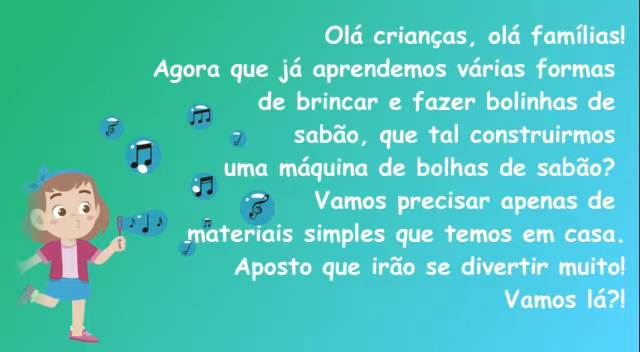 Olá crianças, olá famílias!
Agora que já aprendemos várias formas
de brincar e fazer bolinhas de
sabão, que tal construirmos
uma máquina de bolhas de sabão?
Vamos precisar apenas de
materiais simples que temos em casa.
Aposto que irão se divertir muito!
Vamos lá?!